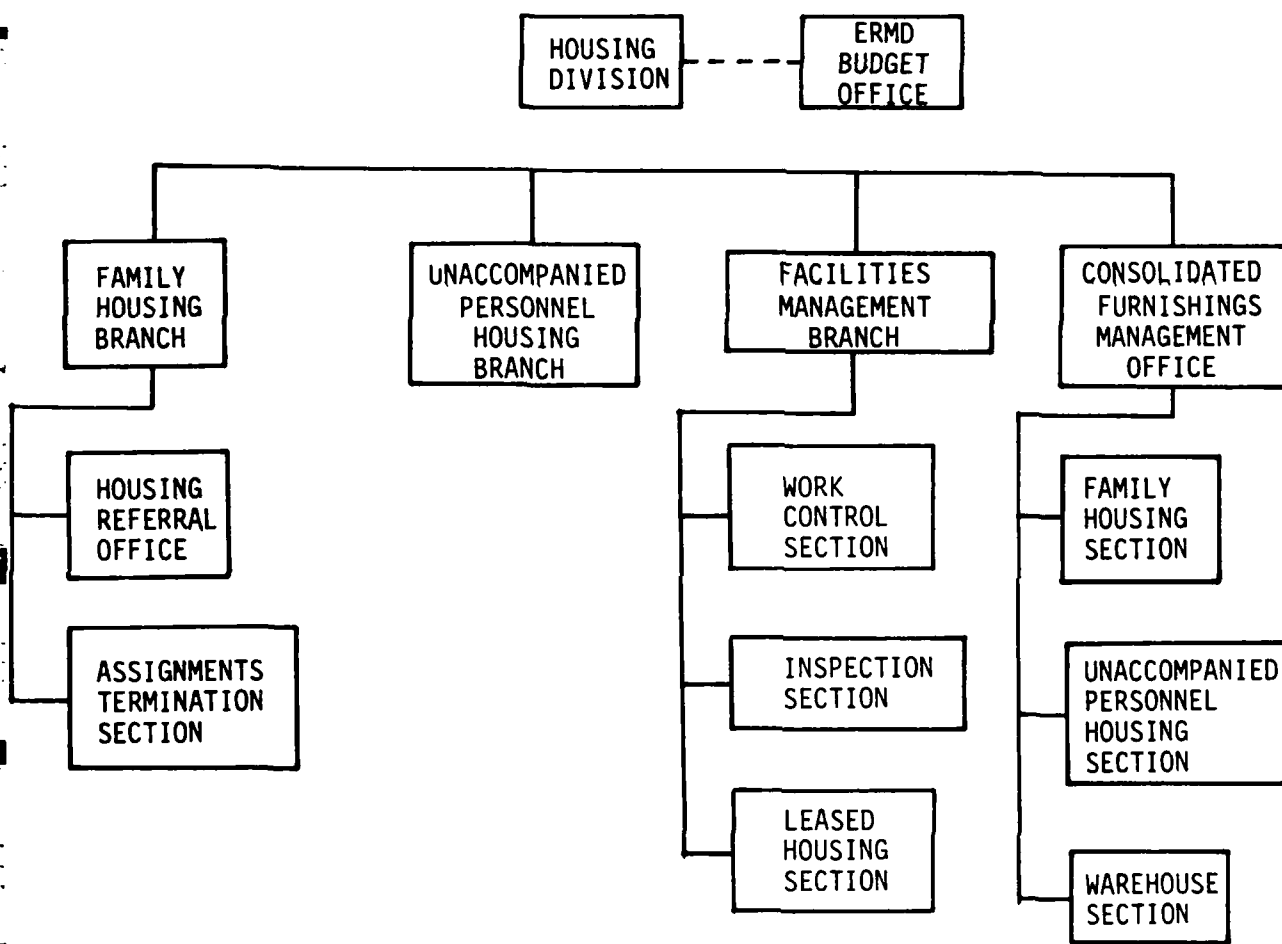 HOUSING
DIVISION
ERMD
BUDGET
OFFICE
FAMILY
HOUSING
BRANCH
UNACCOMPANIED
PERSONNEL
HOUSING
BRANCH
FACILITIES
MANAGEMENT
BRANCH
CONSOLIDATED
FURNISHINGS
MANAGEMENT
OFFICE
HOUSING
REFERRAL
OFFICE
ASSIGNMENTS
TERMINATION
SECTION
WORK
CONTROL
SECTION
INSPECTION
SECTION
LEASED
HOUSING
SECTION
FAMILY
HOUSING
SECTION
UNACCOMPANIED
PERSONNEL
HOUSING
SECTION
WAREHOUSE
SECTION